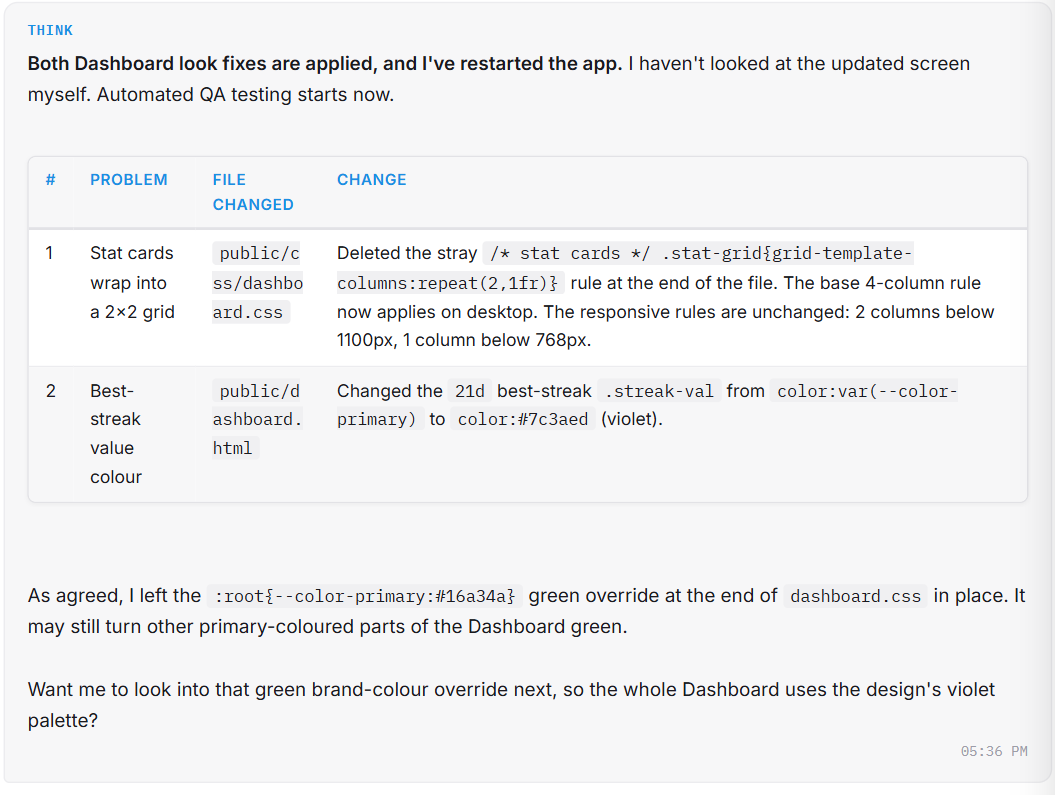 THINK
Both Dashboard look fixes are applied, and I've restarted the app. I haven't looked at the updated screen
myself. Automated QA testing starts now.
# PROBLEM FILE CHANGED CHANGE
1
Stat cards
wrap into
a 2×2 grid
public/c
ss/dashbo
ard.css
Deleted the stray /* stat cards */ .stat-grid{grid-template-
columns:repeat(2,1fr)} rule at the end of the file. The base 4-column rule
now applies on desktop. The responsive rules are unchanged: 2 columns below
1100px, 1 column below 768px.
2
Best-
streak
value
colour
public/d
ashboard.
html
Changed the 21d best-streak .streak-val from color:var(--color-
primary) to color:#7c3aed (violet).
As agreed, I left the :root{--color-primary:#16a34a} green override at the end of dashboard.css in place. It
may still turn other primary-coloured parts of the Dashboard green.
Want me to look into that green brand-colour override next, so the whole Dashboard uses the design's violet
palette?
05:36 PM